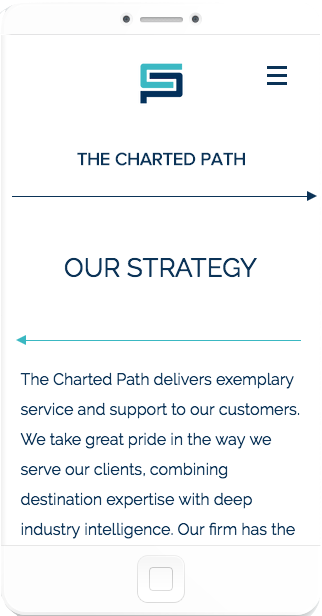 THE CHARTED PATH
OUR STRATEGY
The Charted Path delivers exemplary
service and support to our customers.
We take great pride in the way we
serve our clients, combining
destination expertise with deep
industry intelligence. Our firm has the